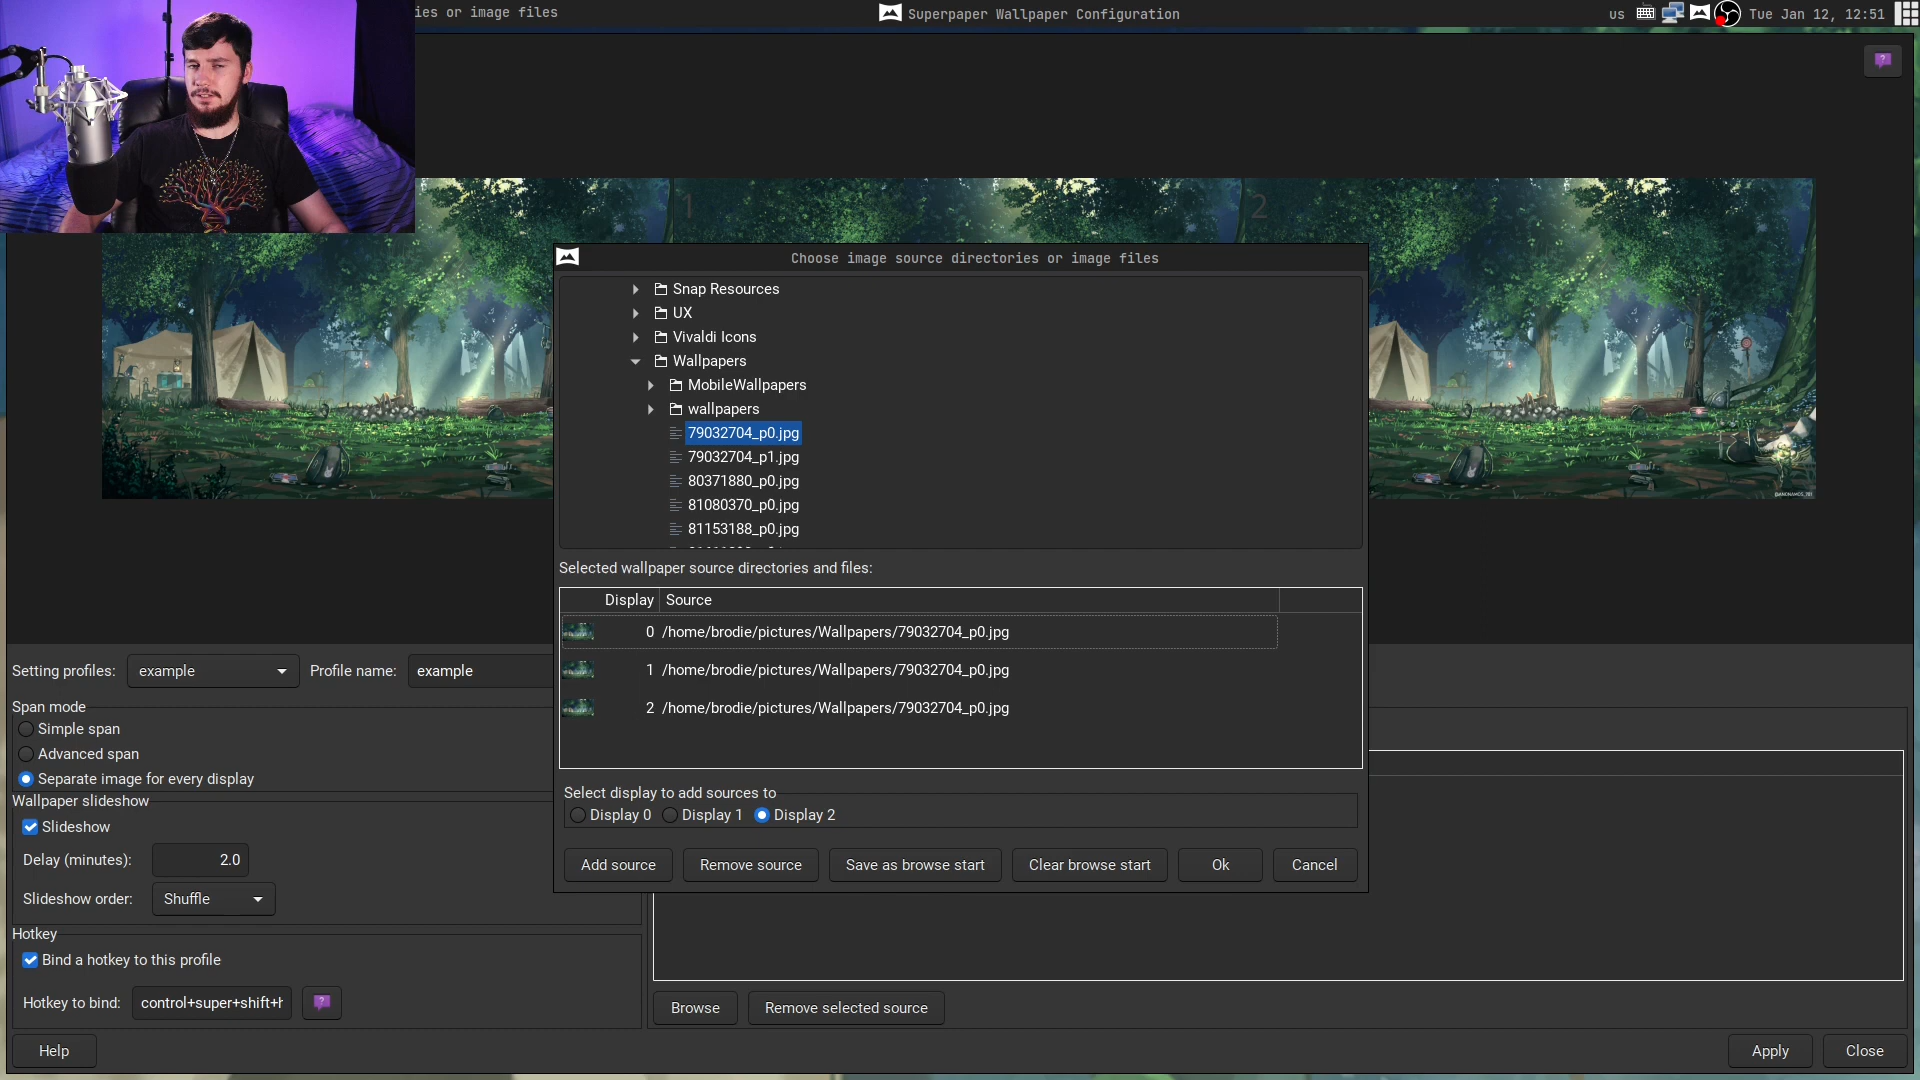 ies or image files
Superpaper Wallpaper Configuration
us
Tue Jan 12, 12:51
1
2
Choose image source directories or image files
Snap Resources
UX
Vivaldi Icons
Wallpapers
MobileWallpapers
wallpapers
79032704_p0.jpg
79032704_p1.jpg
80371880_p0.jpg
81080370_p0.jpg
81153188_p0.jpg
Selected wallpaper source directories and files:
Display Source
0 /home/brodie/pictures/Wallpapers/79032704_p0.jpg
1 /home/brodie/pictures/Wallpapers/79032704_p0.jpg
2 /home/brodie/pictures/Wallpapers/79032704_p0.jpg
Select display to add sources to
Display 0 Display 1 Display 2
Add source Remove source Save as browse start Clear browse start Ok Cancel
Setting profiles: example Profile name: example
Span mode
Simple span
Advanced span
Separate image for every display
Wallpaper slideshow
Slideshow
Delay (minutes): 2.0
Slideshow order: Shuffle
Hotkey
Bind a hotkey to this profile
Hotkey to bind: control+super+shift+h
Browse Remove selected source
Help Apply Close